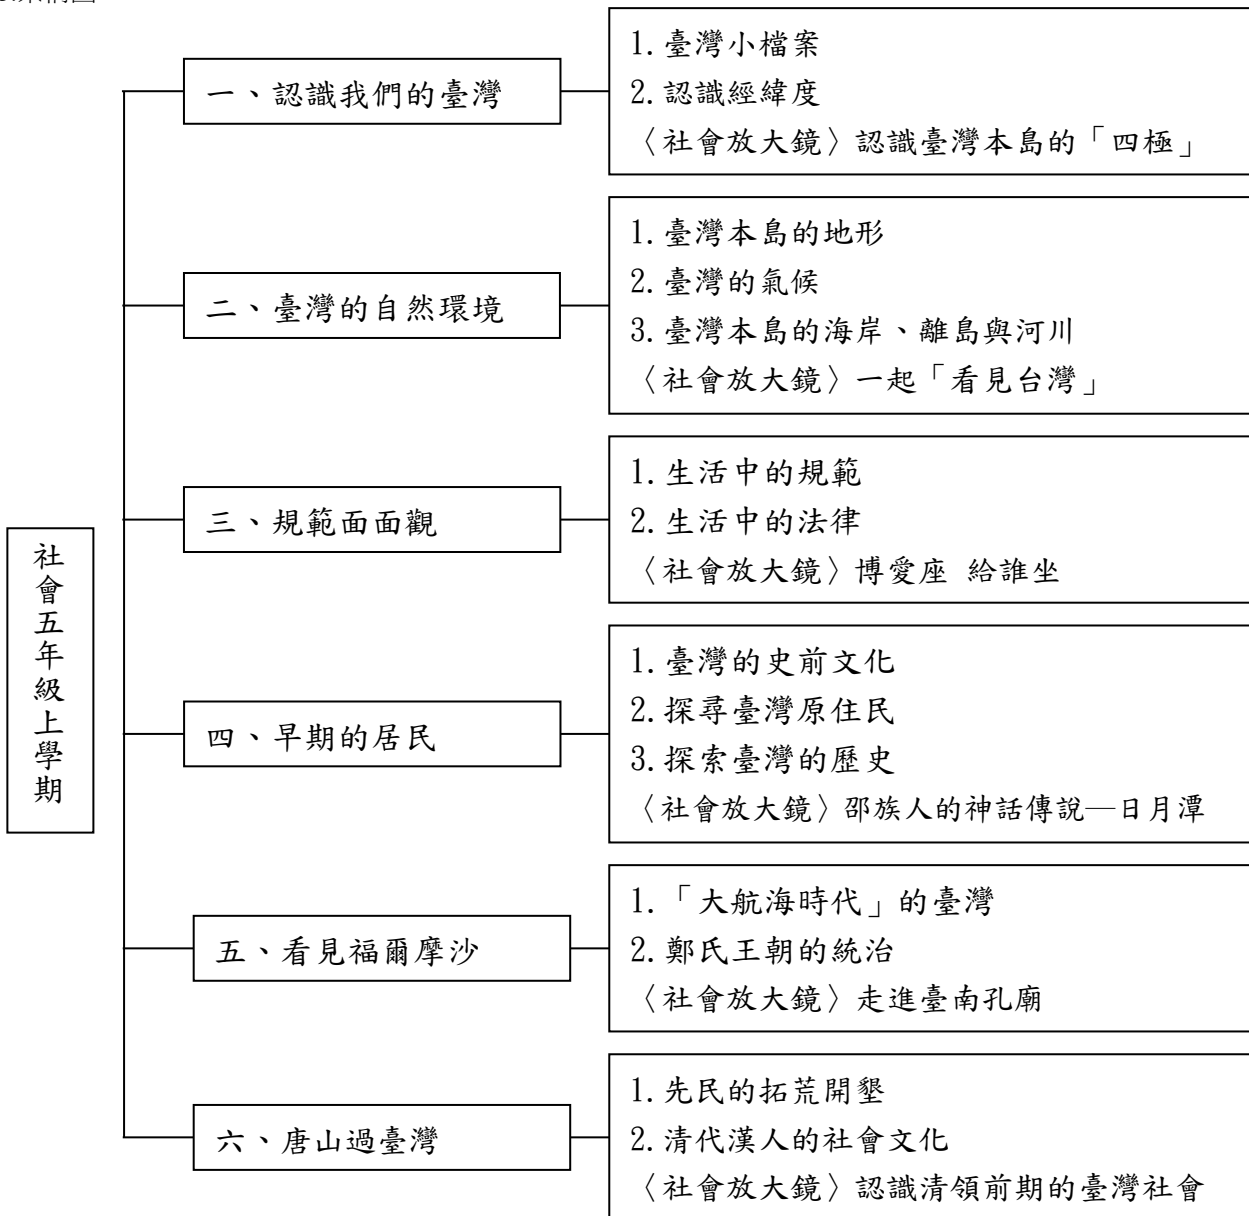 社會五年級上學期
一、認識我們的臺灣
1.臺灣小檔案
2.認識經緯度
〈社會放大鏡〉認識臺灣本島的「四極」
二、臺灣的自然環境
1.臺灣本島的地形
2.臺灣的氣候
3.臺灣本島的海岸、離島與河川
〈社會放大鏡〉一起「看見台灣」
三、規範面面觀
1.生活中的規範
2.生活中的法律
〈社會放大鏡〉博愛座 給誰坐
四、早期的居民
1.臺灣的史前文化
2.探尋臺灣原住民
3.探索臺灣的歷史
〈社會放大鏡〉邵族人的神話傳說─日月潭
五、看見福爾摩沙
1.「大航海時代」的臺灣
2.鄭氏王朝的統治
〈社會放大鏡〉走進臺南孔廟
六、唐山過臺灣
1.先民的拓荒開墾
2.清代漢人的社會文化
〈社會放大鏡〉認識清領前期的臺灣社會